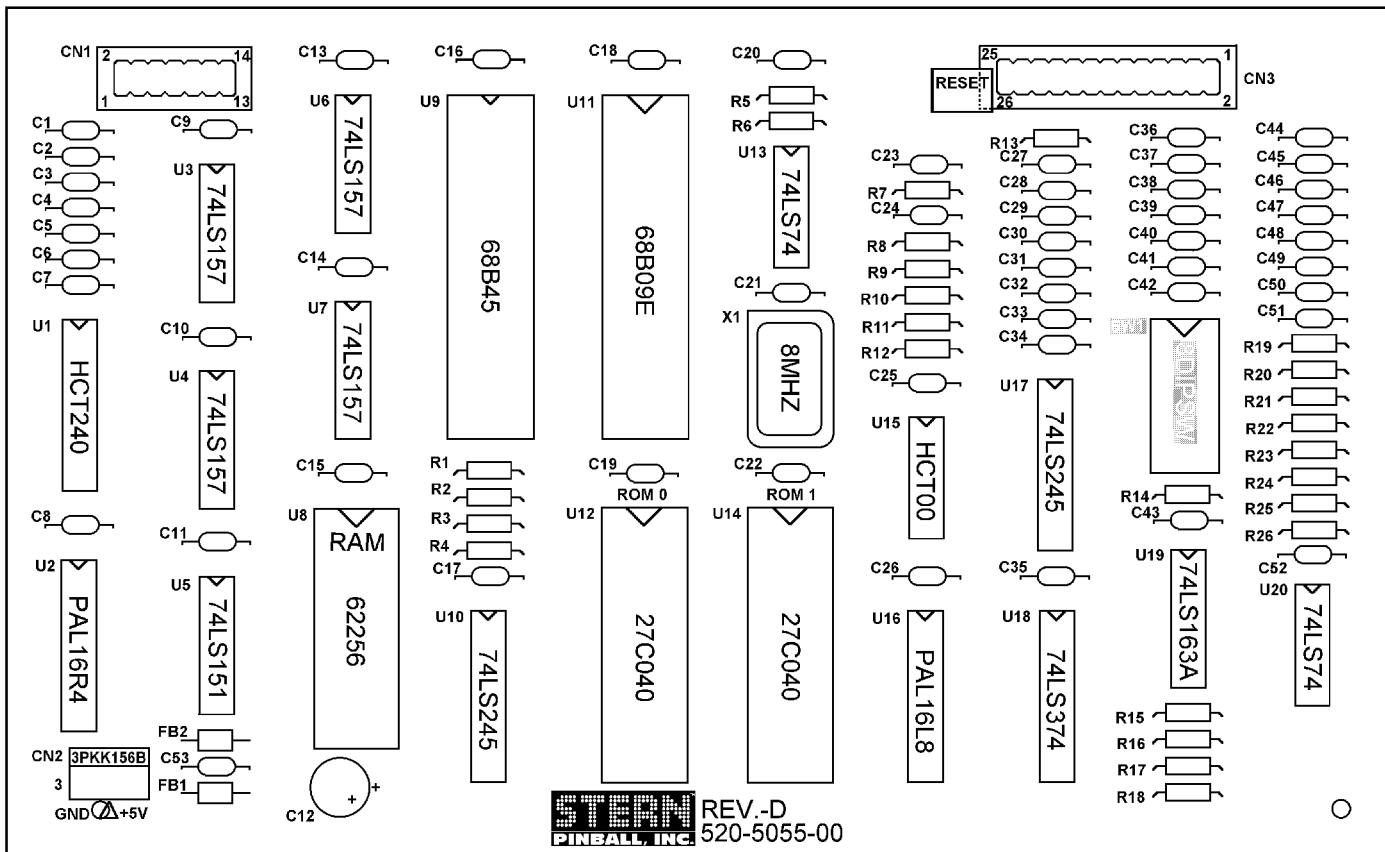 CN1
2
14
1
13
C1
C2
C3
C4
C5
C6
C7
U1
HCT240
C8
U2
PAL16R4
CN2
3PKK156B
3
GND
+5V
C9
U3
74LS157
C10
U4
74LS157
C11
U5
74LS151
FB2
C53
FB1
C13
U6
74LS157
C14
U7
74LS157
C15
U8
RAM
62256
C12
+
+
C16
U9
68B45
R1
R2
R3
R4
C17
U10
74LS245
C18
U11
68B09E
C19
ROM 0
U12
27C040
C20
R5
R6
U13
74LS74
C21
X1
8MHZ
C22
ROM 1
U14
27C040
STERN
PINBALL, INC.
REV.-D
520-5055-00
C23
R7
C24
R8
R9
R10
R11
R12
C25
U15
HCT00
C26
U16
PAL16L8
RESET
25
1
26
2
CN3
R13
C27
C28
C29
C30
C31
C32
C33
C34
U17
74LS245
C35
U18
74LS374
C36
C37
C38
C39
C40
C41
C42
R14
C43
U19
74LS163A
R15
R16
R17
R18
C44
C45
C46
C47
C48
C49
C50
C51
R19
R20
R21
R22
R23
R24
R25
R26
C52
U20
74LS74